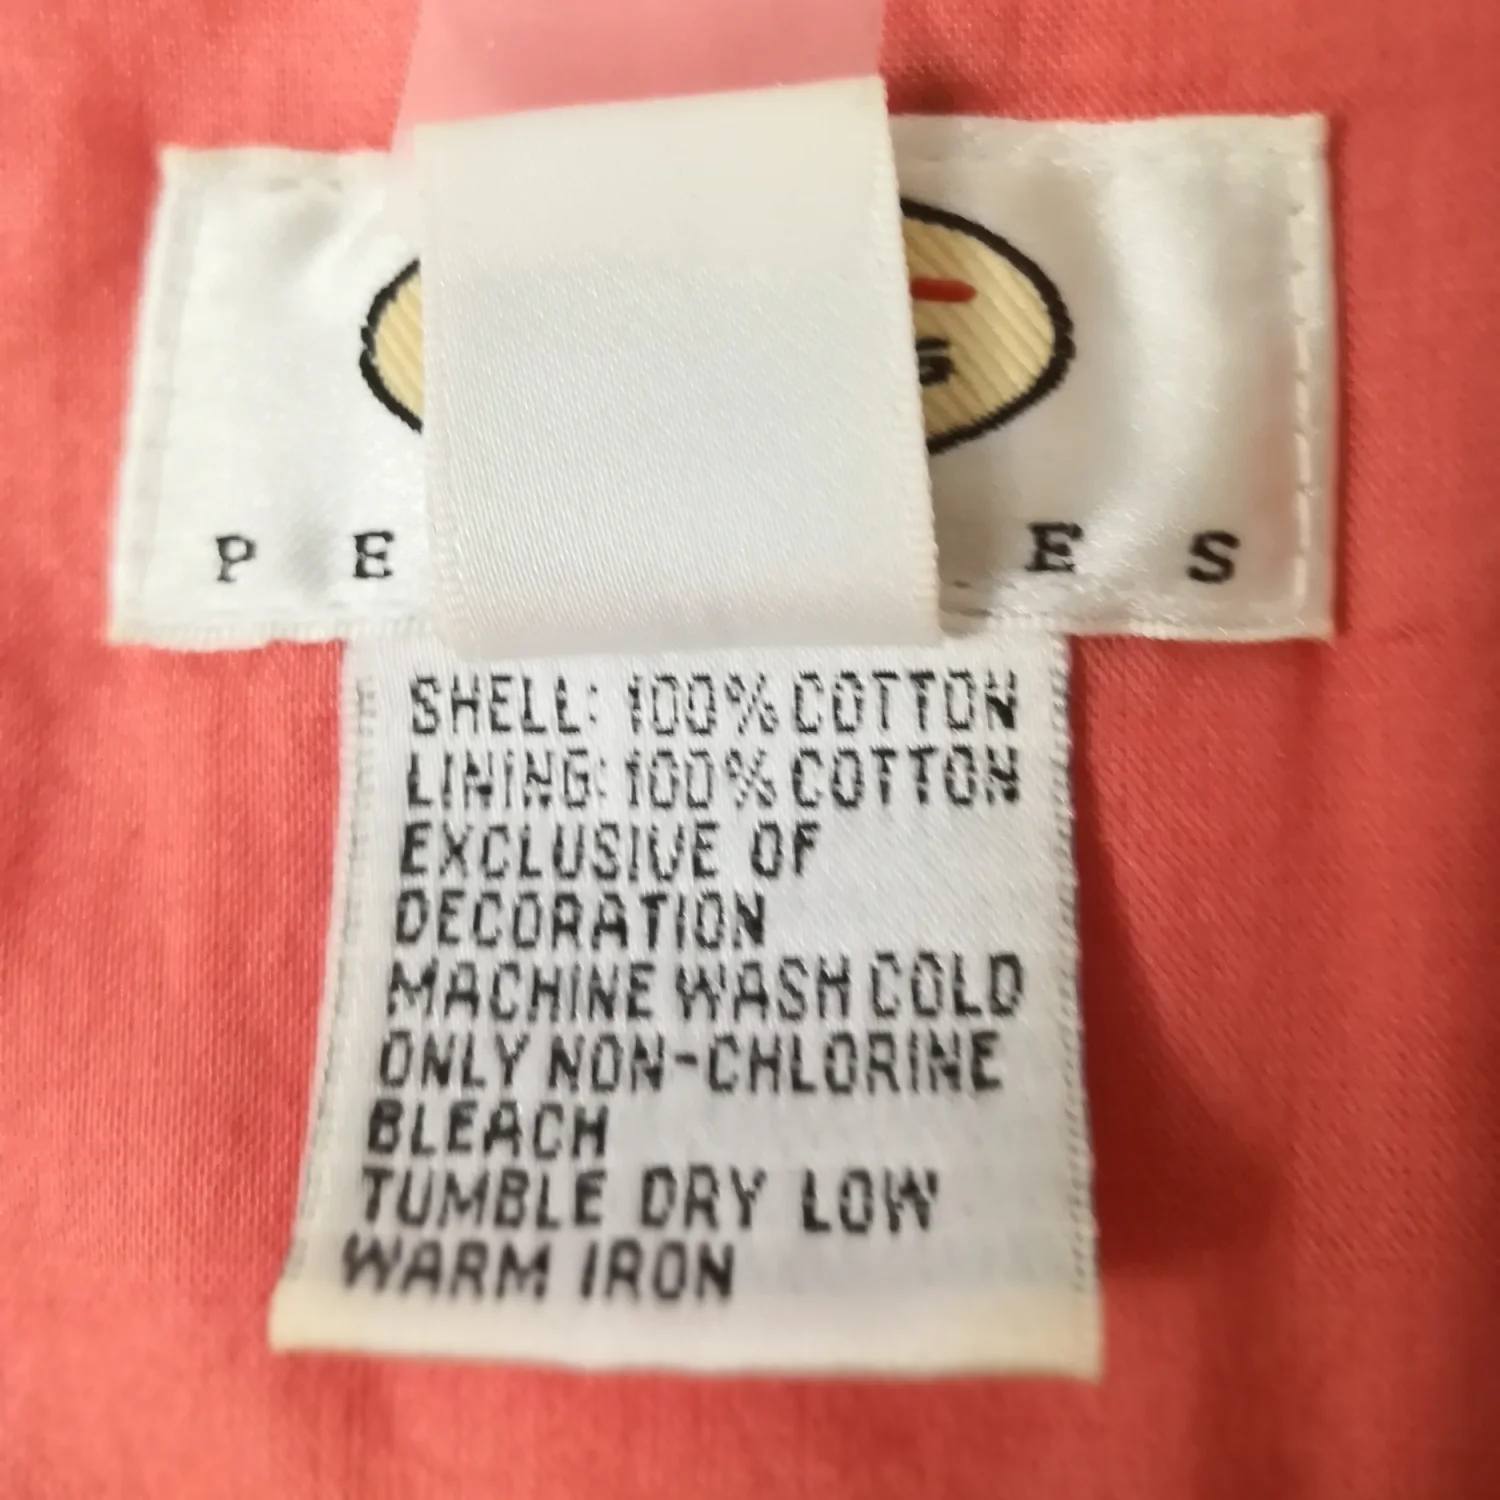 G
P E E S
SHELL: 100% COTTON
LINING: 100% COTTON
EXCLUSIVE OF
DECORATION
MACHINE WASH COLD
ONLY NON-CHLORINE
BLEACH
TUMBLE DRY LOW
WARM IRON